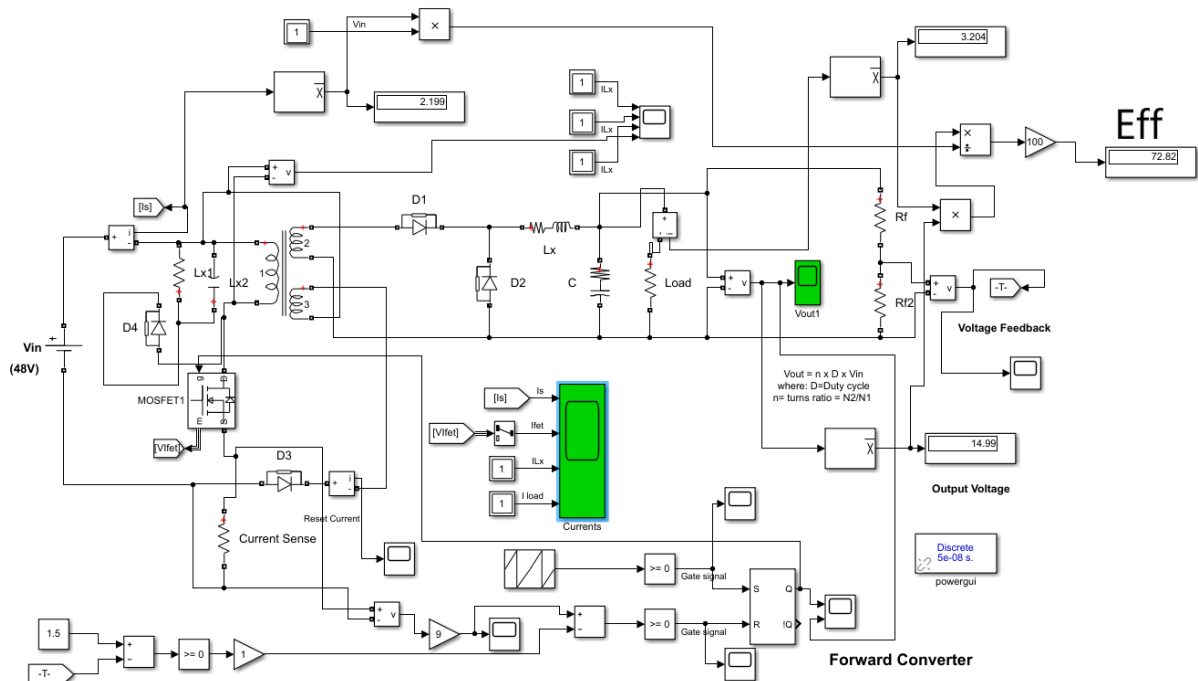 1
Vin
×
3.204
x
2.199
x
1
ILx
1
ILx
1
ILx
Eff
×
÷
100
72.82
+
-
v
[Is]
D1
Rf
×
i
+
-
Lx1
Lx2
1
2
3
Lx
+
i
-
D2
C
Load
+
-
v
Vout1
Rf2
+
-
v
-T-
Voltage Feedback
D4
Vin
(48V)
g
D
m
S
MOSFET1
[VIfet]
Vout = n x D x Vin
where: D=Duty cycle
n= turns ratio = N2/N1
[Is]
Is
[VIfet]
Ifet
1
ILx
1
I load
Currents
x
14.99
Output Voltage
D3
+
i
-
Reset Current
Current Sense
>= 0
Gate signal
S
Q
R
!Q
Discrete
5e-08 s.
powergui
+
-
v
9
+
-
>= 0
Gate signal
1.5
+
-
>= 0
1
-T-
Forward Converter